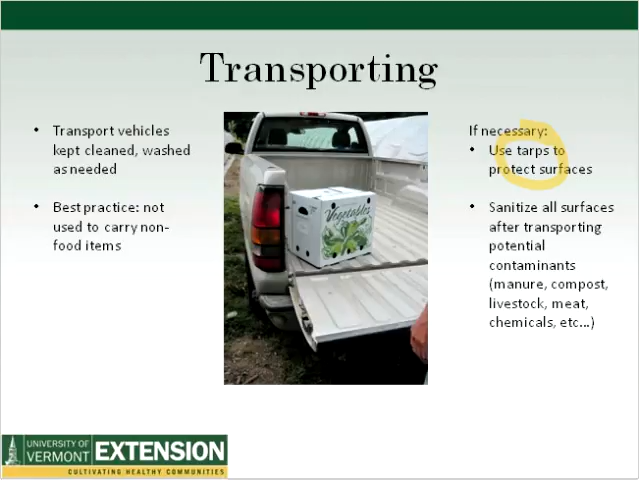 Transporting
• Transport vehicles
kept cleaned, washed
as needed
• Best practice: not
used to carry non-
food items
Vegetables
If necessary:
• Use tarps to
protect surfaces
• Sanitize all surfaces
after transporting
potential
contaminants
(manure, compost,
livestock, meat,
chemicals, etc...)
UNIVERSITY OF
VERMONT
EXTENSION
CULTIVATING HEALTHY COMMUNITIES